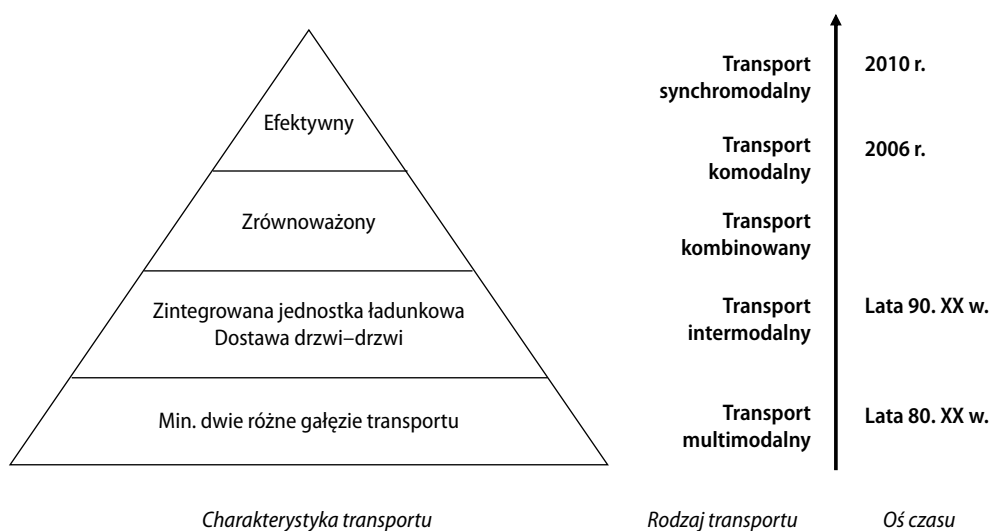 Efektywny
Zrównoważony
Zintegrowana jednostka ładunkowa
Dostawa drzwi–drzwi
Min. dwie różne gałęzie transportu
Charakterystyka transportu
Transport
synchromodalny
Transport
komodalny
Transport
kombinowany
Transport
intermodalny
Transport
multimodalny
Rodzaj transportu
2010 r.
2006 r.
Lata 90. XX w.
Lata 80. XX w.
Oś czasu